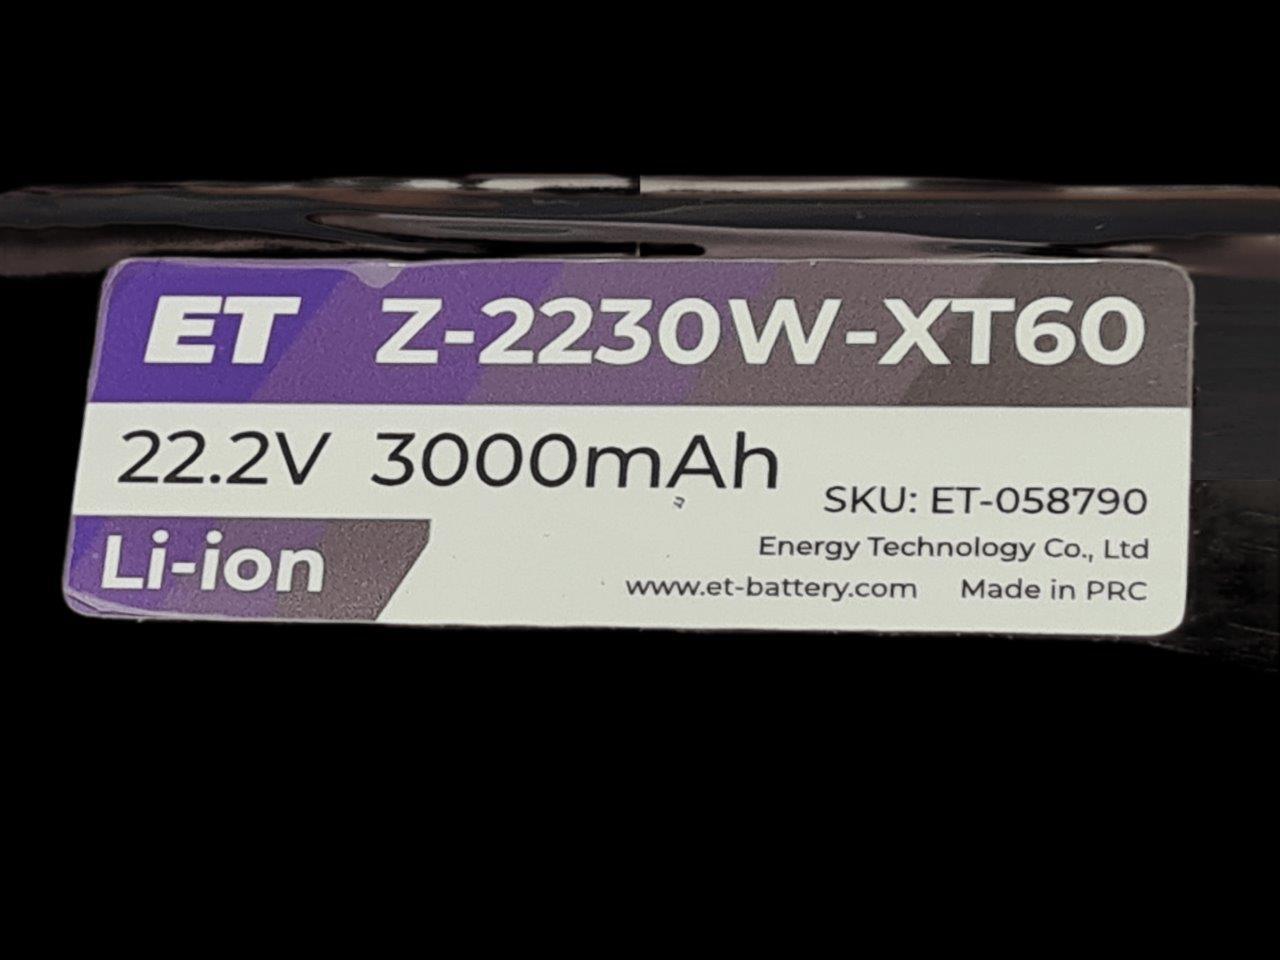 ET Z-2230W-XT60
22.2V 3000mAh
SKU: ET-058790
Li-ion
Energy Technology Co., Ltd
www.et-battery.com Made in PRC